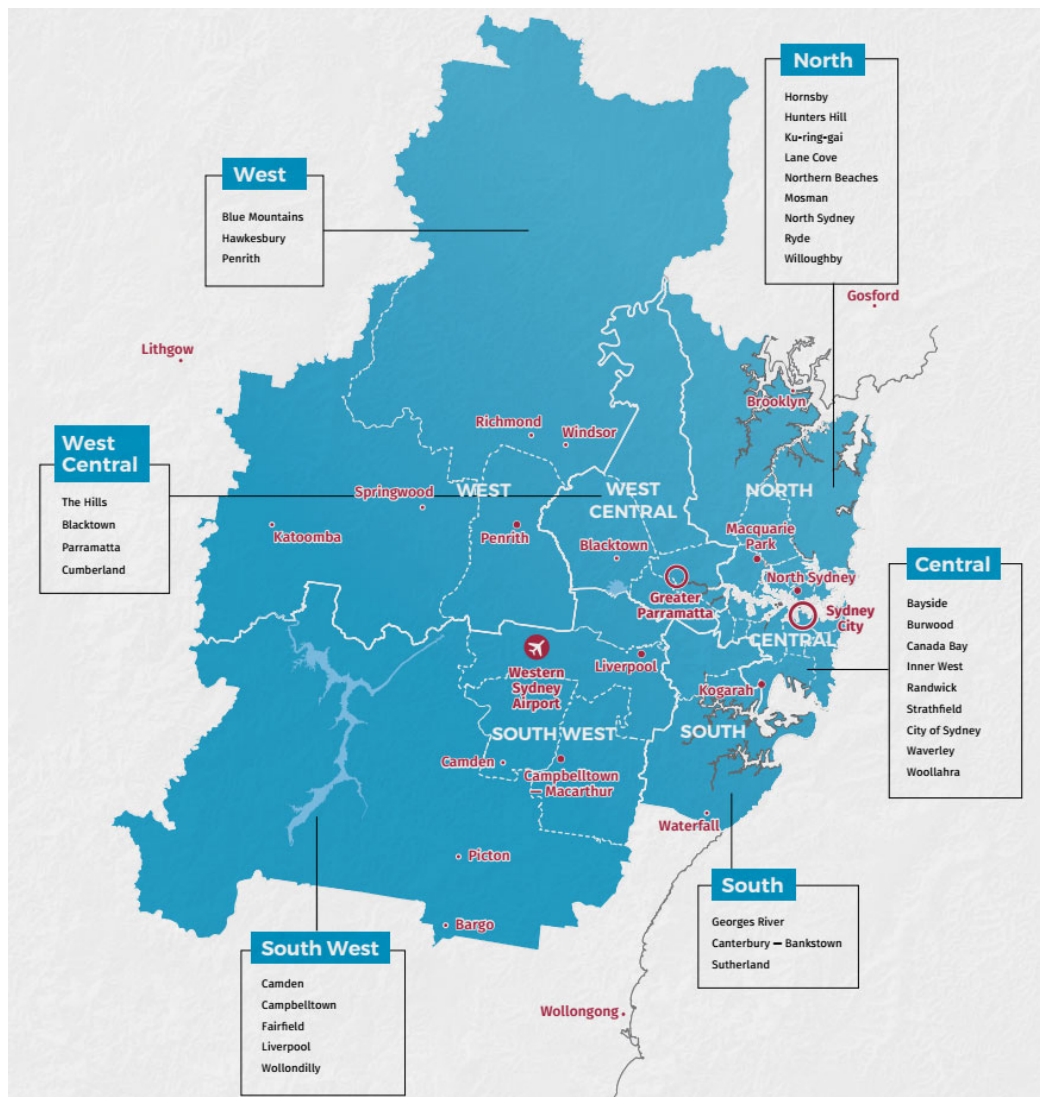 North
Hornsby
Hunters Hill
Ku-ring-gai
Lane Cove
Northern Beaches
Mosman
North Sydney
Ryde
Willoughby
West
Blue Mountains
Hawkesbury
Penrith
Gosford
Lithgow
Brooklyn
Richmond
Windsor
West
Central
The Hills
Blacktown
Parramatta
Cumberland
Springwood
WEST
WEST
CENTRAL
NORTH
Katoomba
Penrith
Blacktown
Macquarie
Park
North Sydney
Greater
Parramatta
Sydney
City
CENTRAL
Central
Bayside
Burwood
Canada Bay
Inner West
Randwick
Strathfield
City of Sydney
Waverley
Woollahra
Western
Sydney
Airport
Liverpool
Kogarah
SOUTH WEST
SOUTH
Camden
Campbelltown
— Macarthur
Waterfall
Picton
Bargo
South
Georges River
Canterbury — Bankstown
Sutherland
South West
Camden
Campbelltown
Fairfield
Liverpool
Wollondilly
Wollongong